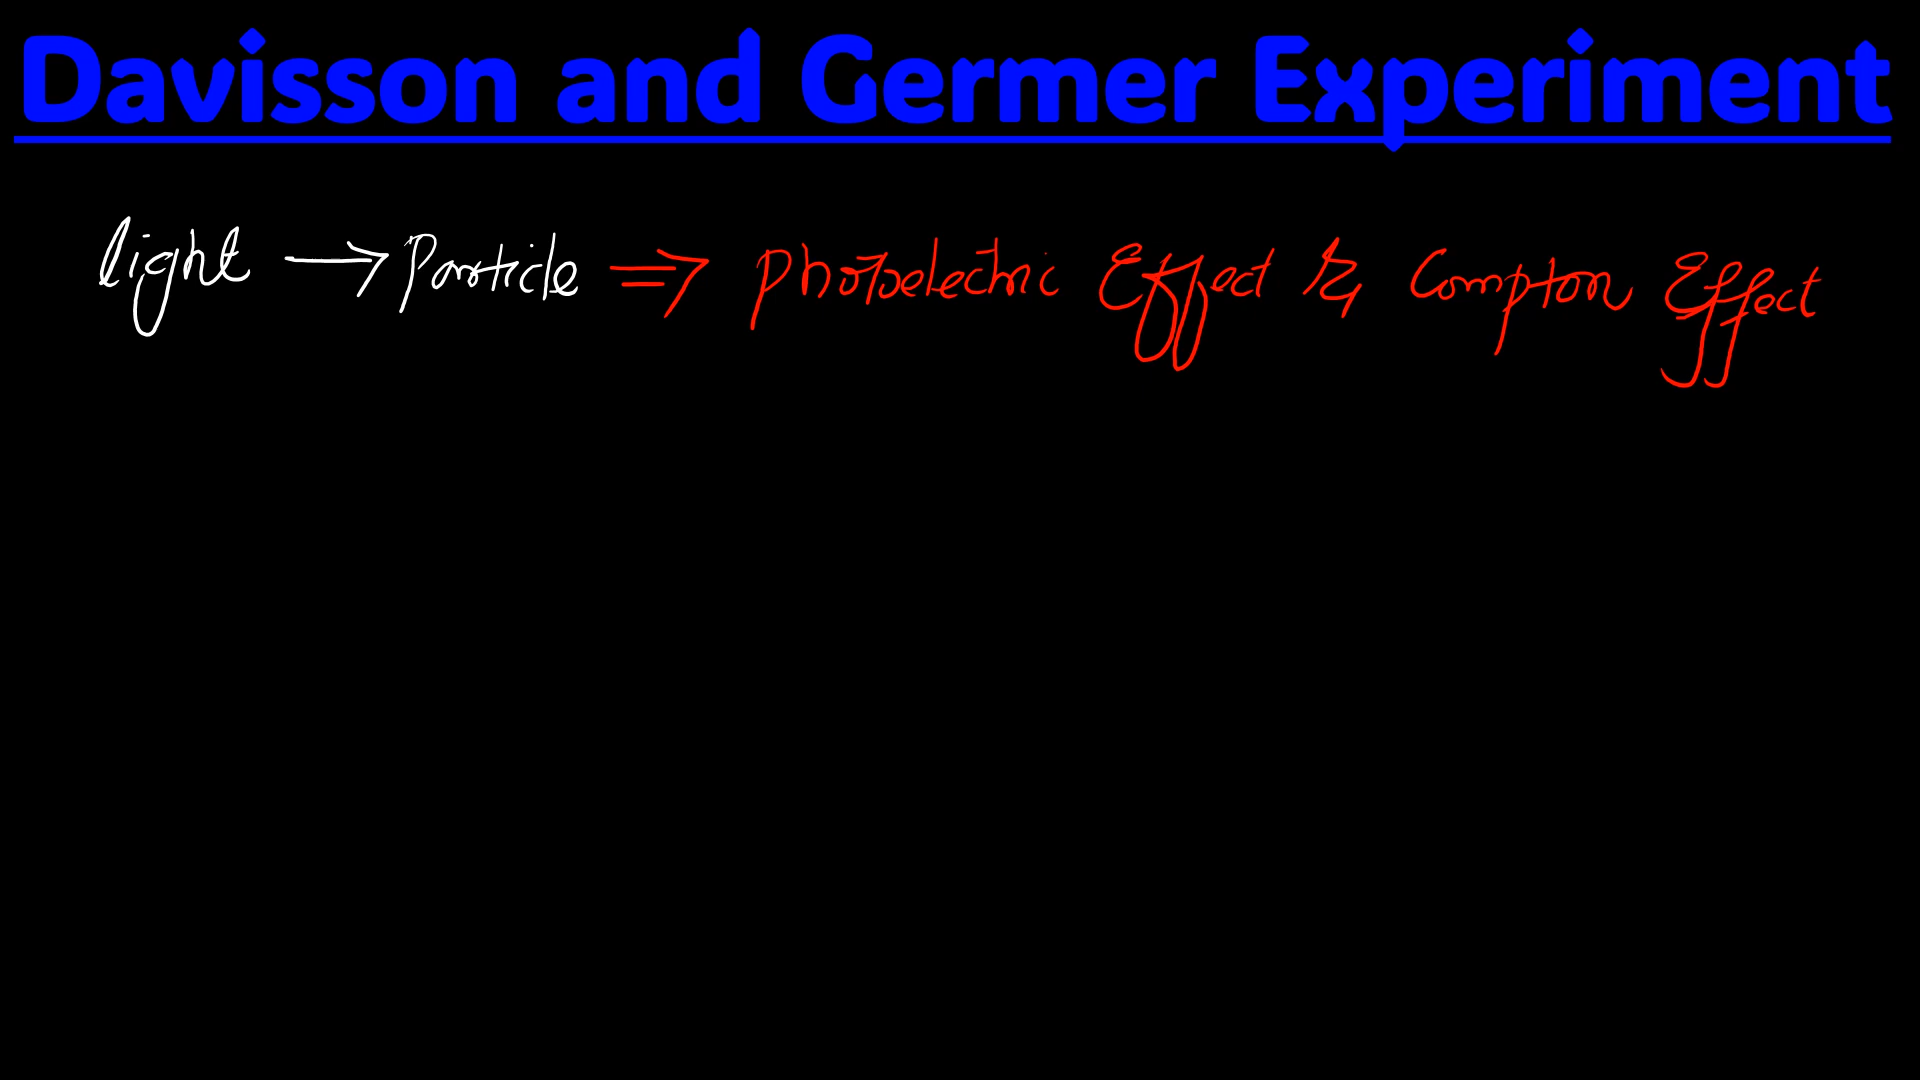 Davisson and Germer Experiment
light → Particle ⇒ Photoelectric Effect & Compton Effect